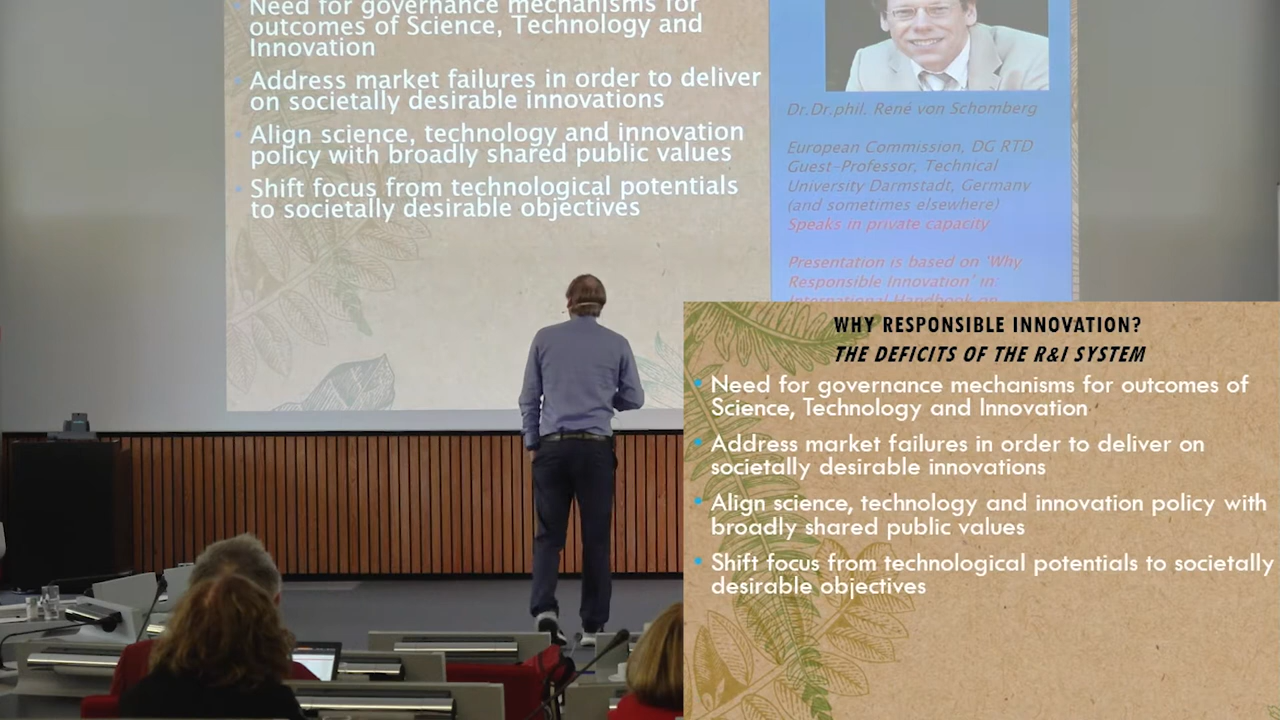 Need for governance mechanisms for
outcomes of Science, Technology and
Innovation
Address market failures in order to deliver
on societally desirable innovations
Align science, technology and innovation
policy with broadly shared public values
Shift focus from technological potentials
to societally desirable objectives
Dr.Dr.phil. René von Schomberg
European Commission, DG RTD
Guest-Professor, Technical
University Darmstadt, Germany
(and sometimes elsewhere)
Speaks in private capacity
Presentation is based on 'Why
Responsible Innovation' in:
International Handbook on
WHY RESPONSIBLE INNOVATION?
THE DEFICITS OF THE R&I SYSTEM
Need for governance mechanisms for outcomes of
Science, Technology and Innovation
Address market failures in order to deliver on
societally desirable innovations
Align science, technology and innovation policy with
broadly shared public values
Shift focus from technological potentials to societally
desirable objectives